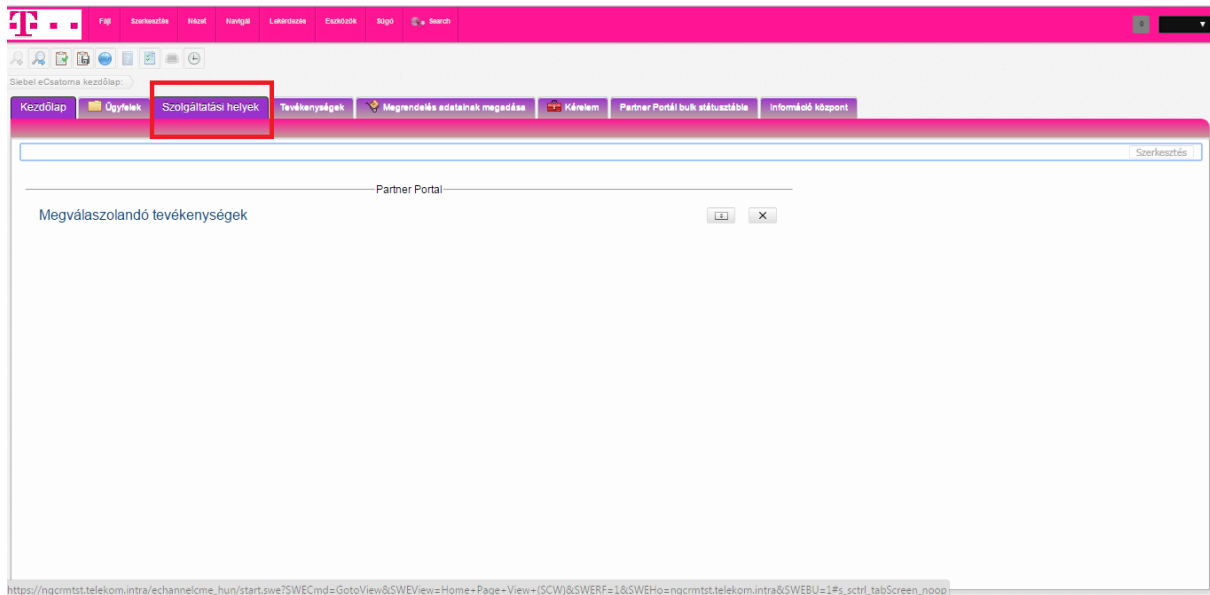 T
Fájl Szerkesztés Nézet Navigál Lekérdezés Eszközök Súgó Search
Siebel eCsatorna kezdőlap:
Kezdőlap Ügyfelek Szolgáltatási helyek Tevékenységek Megrendelés adatainak megadása Kérelem Partner Portál bulk státusztábla Információ központ
Szerkesztés
Partner Portal
Megválaszolandó tevékenységek
https://ngcrmtst.telekom.intra/echannelcme_hun/start.swe?SWECmd=GotoView&SWEView=Home+Page+View+(SCW)&SWERF=1&SWEHo=ngcrmtst.telekom.intra&SWEBU=1#s_sctrl_tabScreen_noop